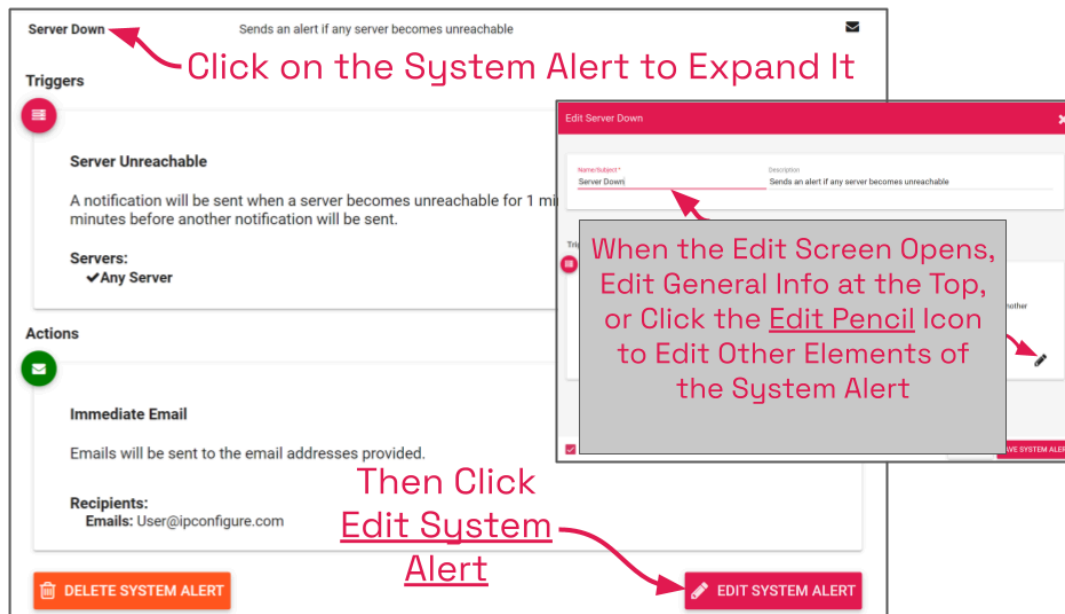 Server Down
Sends an alert if any server becomes unreachable
Click on the System Alert to Expand It
Triggers
Server Unreachable
A notification will be sent when a server becomes unreachable for 1
minutes before another notification will be sent.
Servers:
Any Server
Actions
Immediate Email
Emails will be sent to the email addresses provided.
Recipients:
Emails: User@ipconfigure.com
Then Click
Edit System
Alert
DELETE SYSTEM ALERT
EDIT SYSTEM ALERT
Edit Server Down
Name/Subject*
Description
Server Down
Sends an alert if any server becomes unreachable
When the Edit Screen Opens,
Edit General Info at the Top,
or Click the Edit Pencil Icon
to Edit Other Elements of
the System Alert
SYSTEM ALERT